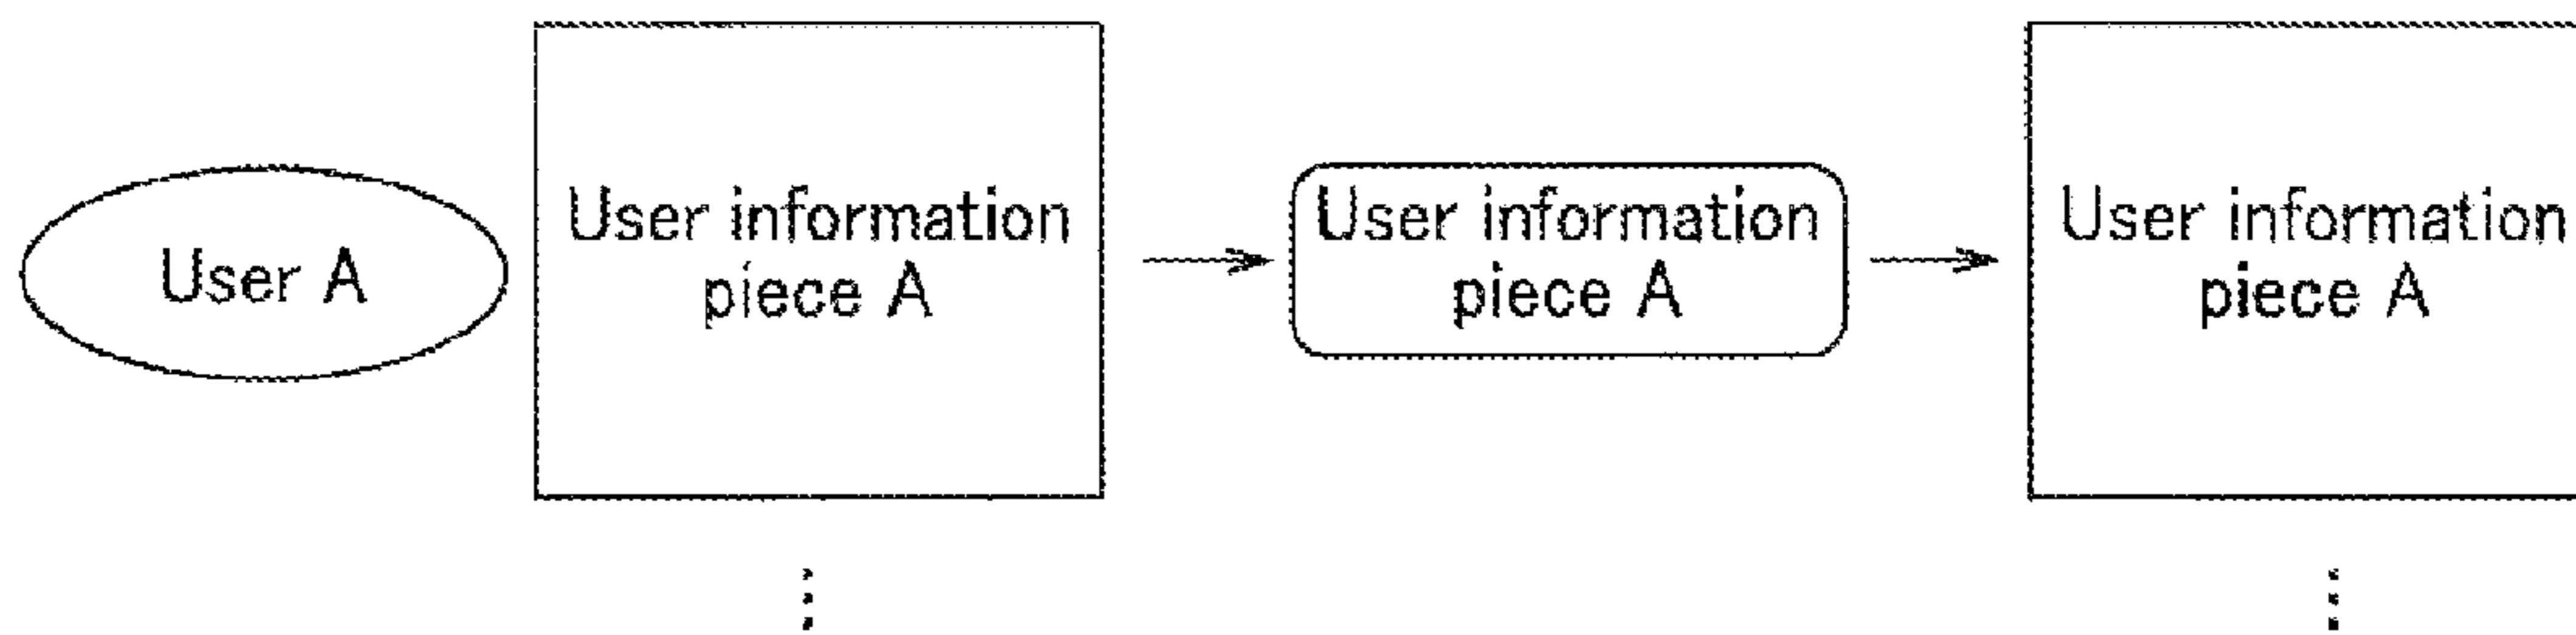 User A
User information
piece A
User information
piece A
User information
piece A